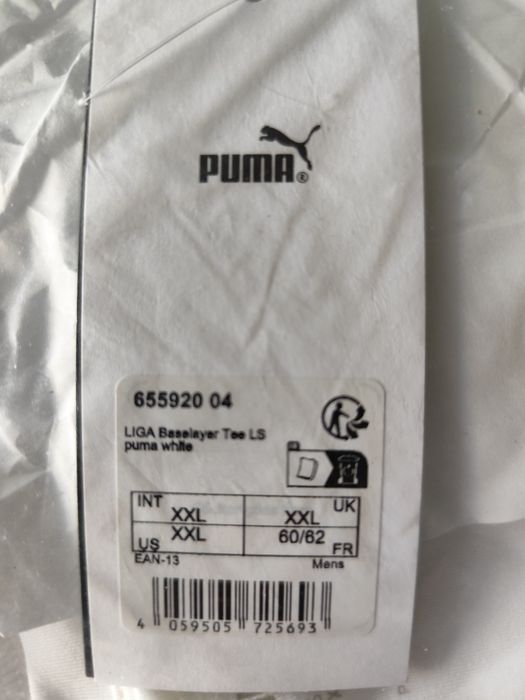 PUMA®
655920 04
LIGA Baselayer Tee LS
puma white
INT XXL XXL UK
US XXL 60/62 FR
EAN-13 Mens
4 059505 725693